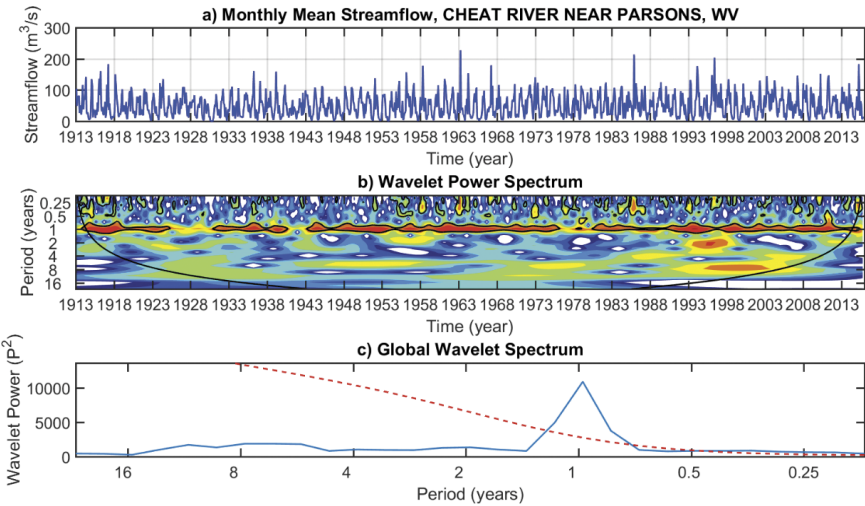 a) Monthly Mean Streamflow, CHEAT RIVER NEAR PARSONS, WV
Streamflow (m³/s)
300
200
100
0
1913 1918 1923 1928 1933 1938 1943 1948 1953 1958 1963 1968 1973 1978 1983 1988 1993 1998 2003 2008 2013
Time (year)
b) Wavelet Power Spectrum
Period (years)
0.25
0.5
1
2
4
8
16
1913 1918 1923 1928 1933 1938 1943 1948 1953 1958 1963 1968 1973 1978 1983 1988 1993 1998 2003 2008 2013
Time (year)
c) Global Wavelet Spectrum
Wavelet Power (P²)
10000
5000
0
16 8 4 2 1 0.5 0.25
Period (years)